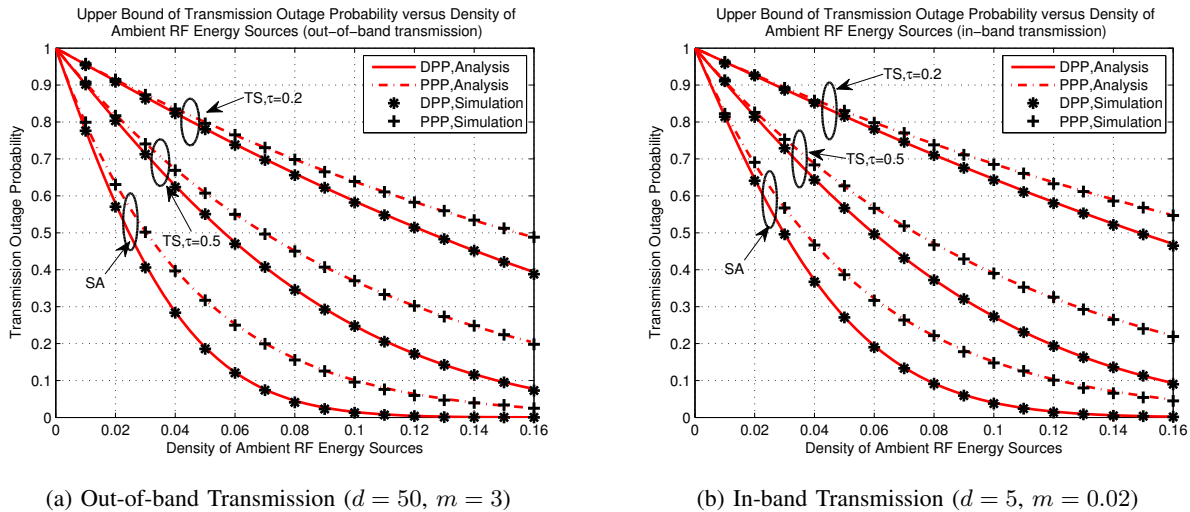 Upper Bound of Transmission Outage Probability versus Density of
Ambient RF Energy Sources (out-of-band transmission)
1
0.9
0.8
0.7
0.6
0.5
0.4
0.3
0.2
0.1
0
Transmission Outage Probability
DPP,Analysis
PPP,Analysis
DPP,Simulation
PPP,Simulation
TS,τ=0.2
TS,τ=0.5
SA
0 0.02 0.04 0.06 0.08 0.1 0.12 0.14 0.16
Density of Ambient RF Energy Sources
(a) Out-of-band Transmission (d = 50, m = 3)
Upper Bound of Transmission Outage Probability versus Density of
Ambient RF Energy Sources (in-band transmission)
1
0.9
0.8
0.7
0.6
0.5
0.4
0.3
0.2
0.1
0
Transmission Outage Probability
DPP,Analysis
PPP,Analysis
DPP,Simulation
PPP,Simulation
TS,τ=0.2
TS,τ=0.5
SA
0 0.02 0.04 0.06 0.08 0.1 0.12 0.14 0.16
Density of Ambient RF Energy Sources
(b) In-band Transmission (d = 5, m = 0.02)